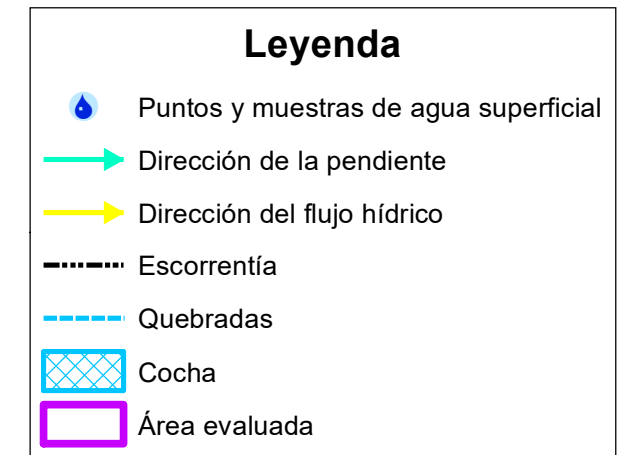 Leyenda
Puntos y muestras de agua superficial
Dirección de la pendiente
Dirección del flujo hídrico
Escorrentía
Quebradas
Cocha
Área evaluada